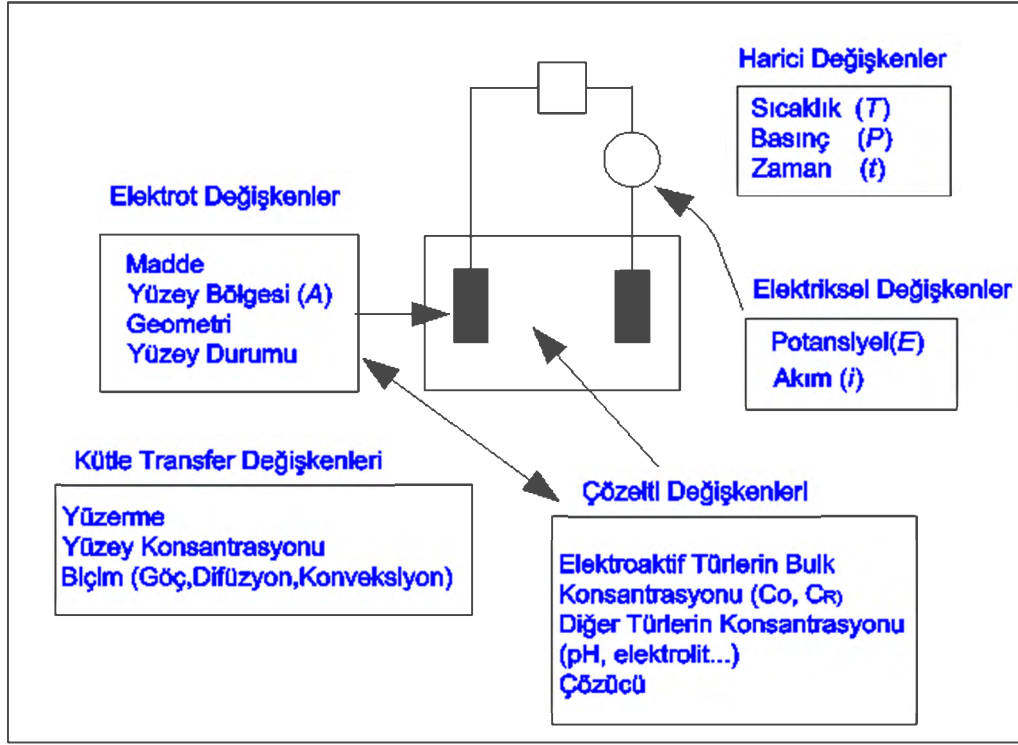 Harici Değişkenler
Sıcaklık (T)
Basınç (P)
Zaman (t)
Elektrot Değişkenler
Madde
Yüzey Bölgesi (A)
Geometri
Yüzey Durumu
Elektriksel Değişkenler
Potansiyel(E)
Akım (i)
Kütle Transfer Değişkenleri
Yüzerme
Yüzey Konsantrasyonu
Biçim (Göç,Difüzyon,Konveksiyon)
Çözelti Değişkenleri
Elektroaktif Türlerin Bulk
Konsantrasyonu (Co, CR)
Diğer Türlerin Konsantrasyonu
(pH, elektrolit...)
Çözücü